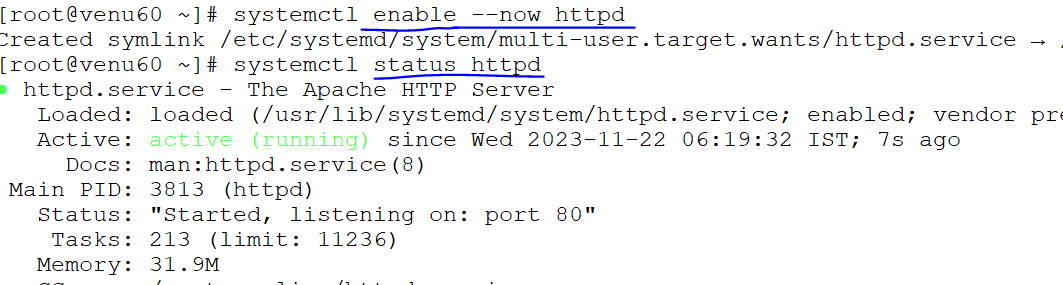 [root@venu60 ~]# systemctl enable --now httpd
Created symlink /etc/systemd/system/multi-user.target.wants/httpd.service →
[root@venu60 ~]# systemctl status httpd
● httpd.service - The Apache HTTP Server
Loaded: loaded (/usr/lib/systemd/system/httpd.service; enabled; vendor pre
Active: active (running) since Wed 2023-11-22 06:19:32 IST; 7s ago
Docs: man:httpd.service(8)
Main PID: 3813 (httpd)
Status: "Started, listening on: port 80"
Tasks: 213 (limit: 11236)
Memory: 31.9M